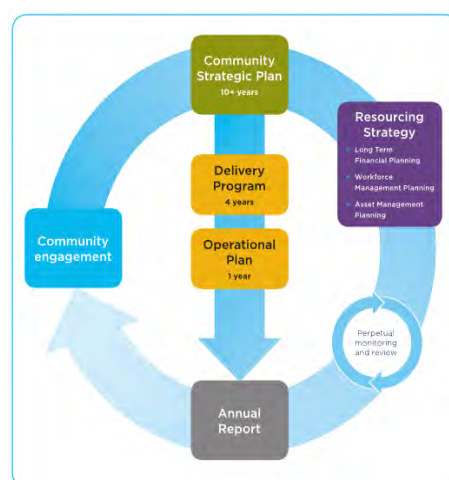 Community
Strategic Plan
10+ years
Resourcing
Strategy
• Long Term
Financial Planning
• Workforce
Management Planning
• Asset Management
Planning
Delivery
Program
4 years
Community
engagement
Operational
Plan
1 year
Perpetual
monitoring
and review
Annual
Report